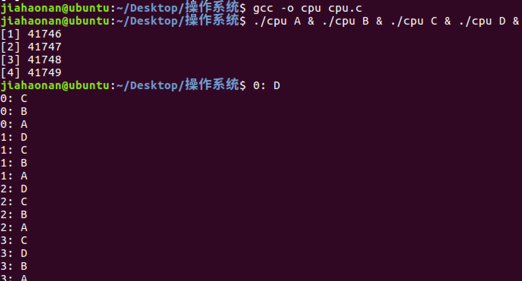 jiahaonan@ubuntu:~/Desktop/操作系统$ gcc -o cpu cpu.c
jiahaonan@ubuntu:~/Desktop/操作系统$ ./cpu A & ./cpu B & ./cpu C & ./cpu D &
[1] 41746
[2] 41747
[3] 41748
[4] 41749
jiahaonan@ubuntu:~/Desktop/操作系统$ 0: D
0: C
0: B
0: A
1: D
1: C
1: B
1: A
2: D
2: C
2: B
2: A
3: C
3: D
3: B
3: A